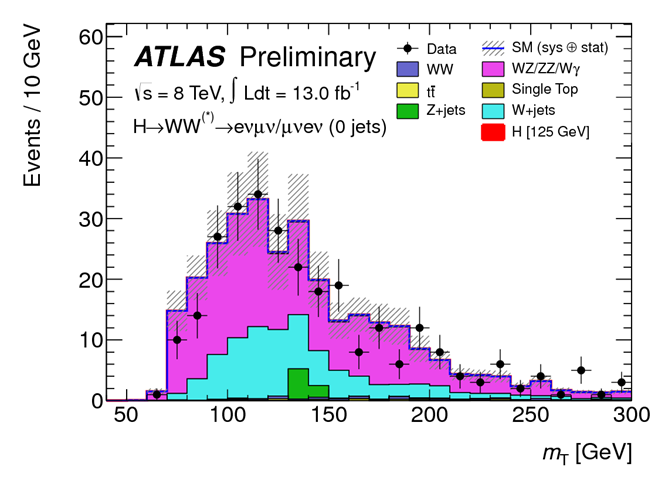 Events / 10 GeV
60
50
40
30
20
10
0
ATLAS Preliminary
√s = 8 TeV, ∫ Ldt = 13.0 fb⁻¹
H→WW⁽*⁾→eνμν/μνeν (0 jets)
Data
WW
tt̅
Z+jets
SM (sys ⊕ stat)
WZ/ZZ/Wγ
Single Top
W+jets
H [125 GeV]
50 100 150 200 250 300
m_T [GeV]